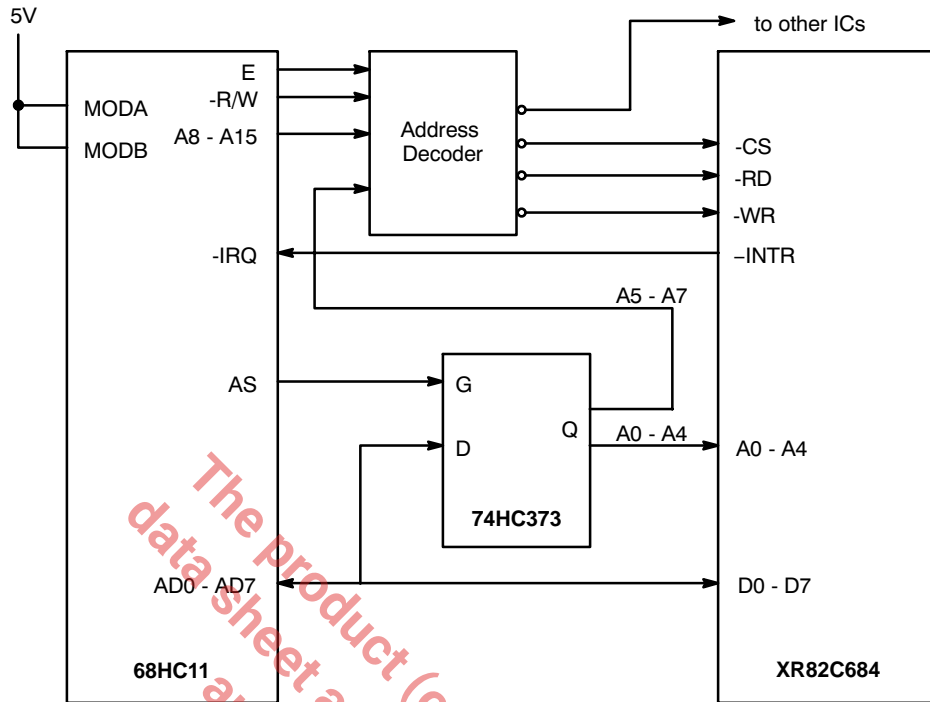 5V
to other ICs
E
-R/W
A8 - A15
MODA
MODB
Address
Decoder
-CS
-RD
-WR
-IRQ
–INTR
A5 - A7
AS
G
D
Q
A0 - A4
A0 - A4
74HC373
AD0 - AD7
D0 - D7
68HC11
XR82C684
The product (
data sheet a